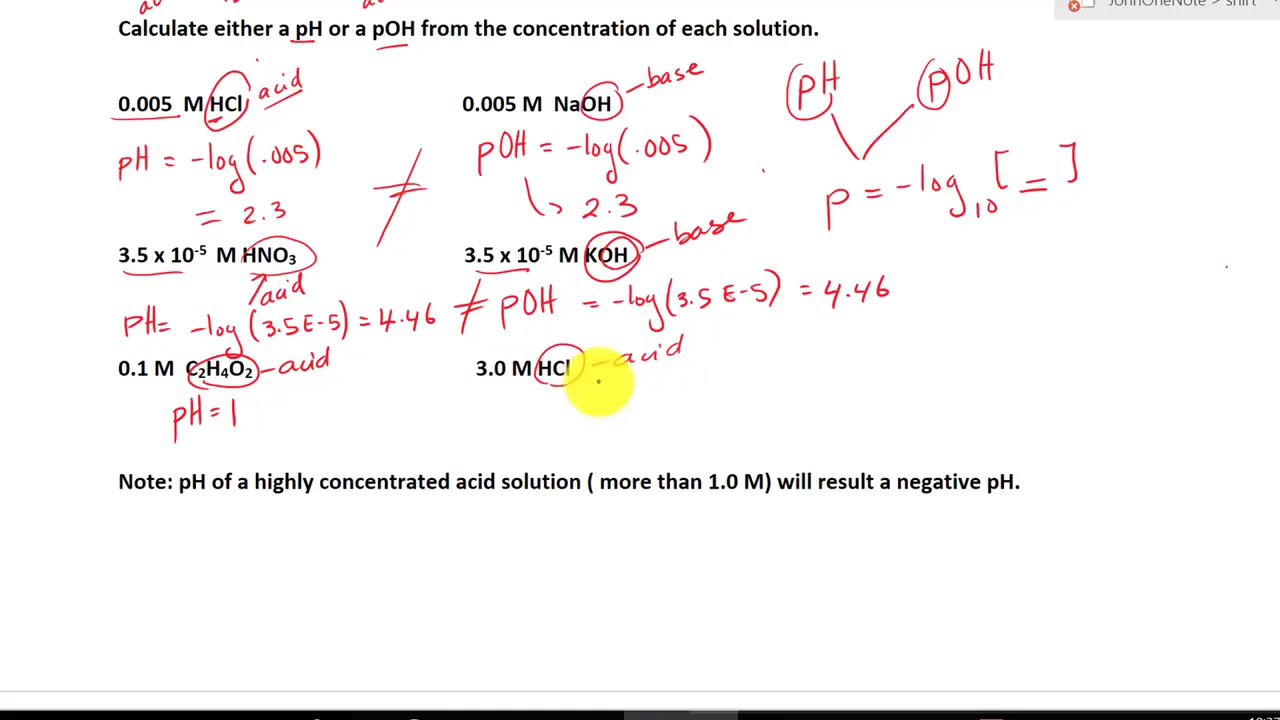 JohnOneNote > shirt
Calculate either a pH or a pOH from the concentration of each solution.
0.005 M HCl acid
0.005 M NaOH - base
pH pOH
pH = -log(.005)
pOH = -log(.005)
p = -log10 [ = ]
= 2.3
↳ 2.3
≠
3.5 x 10-5 M HNO3
3.5 x 10-5 M KOH - base
acid
pH= -log(3.5E-5) = 4.46 ≠ pOH = -log(3.5E-5) = 4.46
0.1 M C2H4O2 - acid
3.0 M HCl - acid
pH = 1
Note: pH of a highly concentrated acid solution ( more than 1.0 M) will result a negative pH.